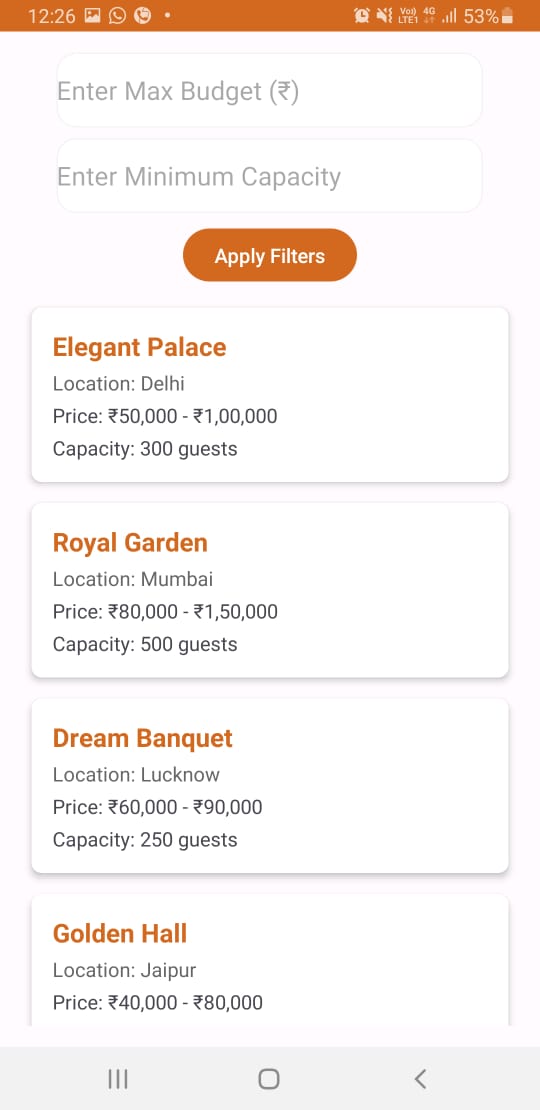 12:26
Vo) 4G 53%
LTE1
Enter Max Budget (₹)
Enter Minimum Capacity
Apply Filters
Elegant Palace
Location: Delhi
Price: ₹50,000 - ₹1,00,000
Capacity: 300 guests
Royal Garden
Location: Mumbai
Price: ₹80,000 - ₹1,50,000
Capacity: 500 guests
Dream Banquet
Location: Lucknow
Price: ₹60,000 - ₹90,000
Capacity: 250 guests
Golden Hall
Location: Jaipur
Price: ₹40,000 - ₹80,000